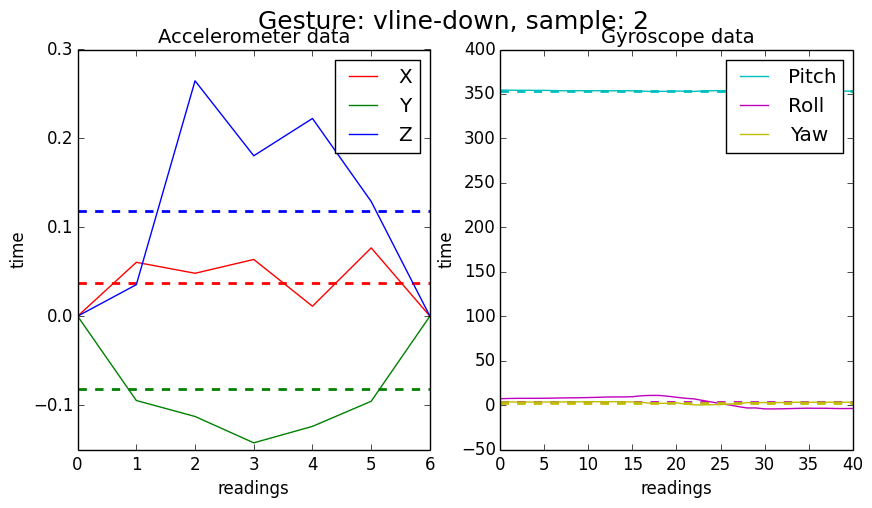 Gesture: vline-down, sample: 2
Accelerometer data
0.3
0.2
0.1
0.0
−0.1
time
0
1
2
3
4
5
6
readings
X
Y
Z
Gyroscope data
400
350
300
250
200
150
100
50
0
−50
time
0
5
10
15
20
25
30
35
40
readings
Pitch
Roll
Yaw